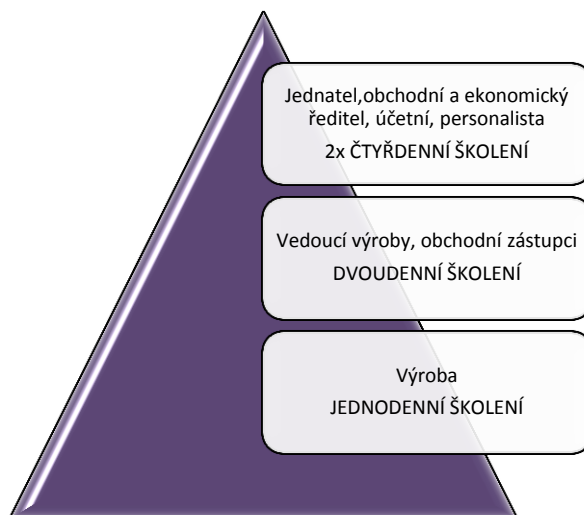 Jednatel,obchodní a ekonomický
ředitel, účetní, personalista
2x ČTYŘDENNÍ ŠKOLENÍ
Vedoucí výroby, obchodní zástupci
DVOUDENNÍ ŠKOLENÍ
Výroba
JEDNODENNÍ ŠKOLENÍ